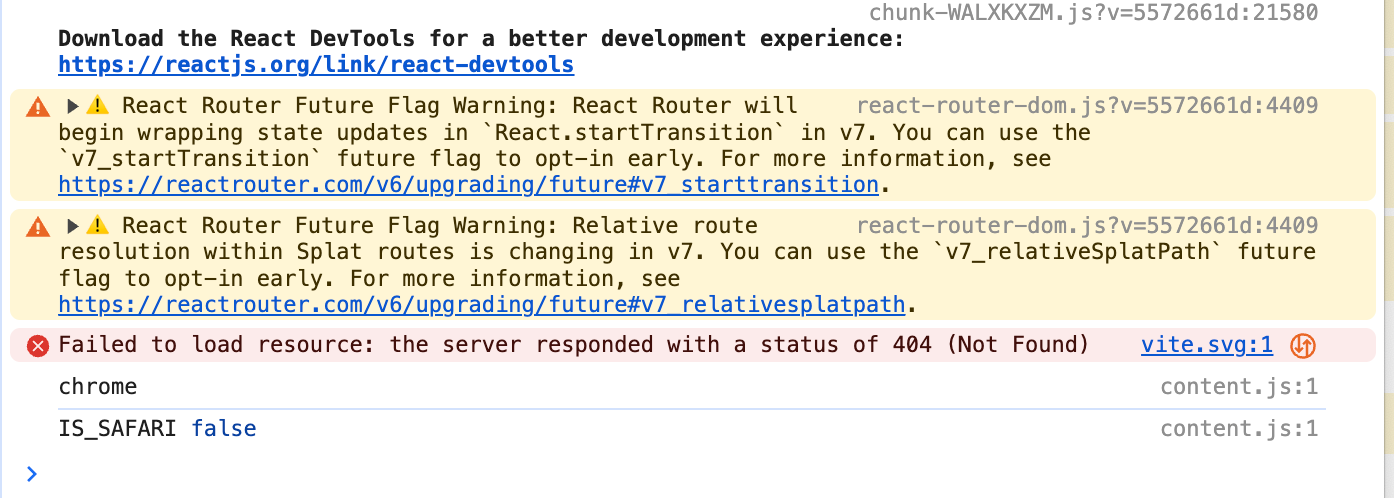 chunk-WALXKXZM.js?v=5572661d:21580
Download the React DevTools for a better development experience:
https://reactjs.org/link/react-devtools
React Router Future Flag Warning: React Router will react-router-dom.js?v=5572661d:4409
begin wrapping state updates in `React.startTransition` in v7. You can use the
`v7_startTransition` future flag to opt-in early. For more information, see
https://reactrouter.com/v6/upgrading/future#v7_starttransition.
React Router Future Flag Warning: Relative route react-router-dom.js?v=5572661d:4409
resolution within Splat routes is changing in v7. You can use the `v7_relativeSplatPath` future
flag to opt-in early. For more information, see
https://reactrouter.com/v6/upgrading/future#v7_relativesplatpath.
Failed to load resource: the server responded with a status of 404 (Not Found) vite.svg:1
chrome content.js:1
IS_SAFARI false content.js:1